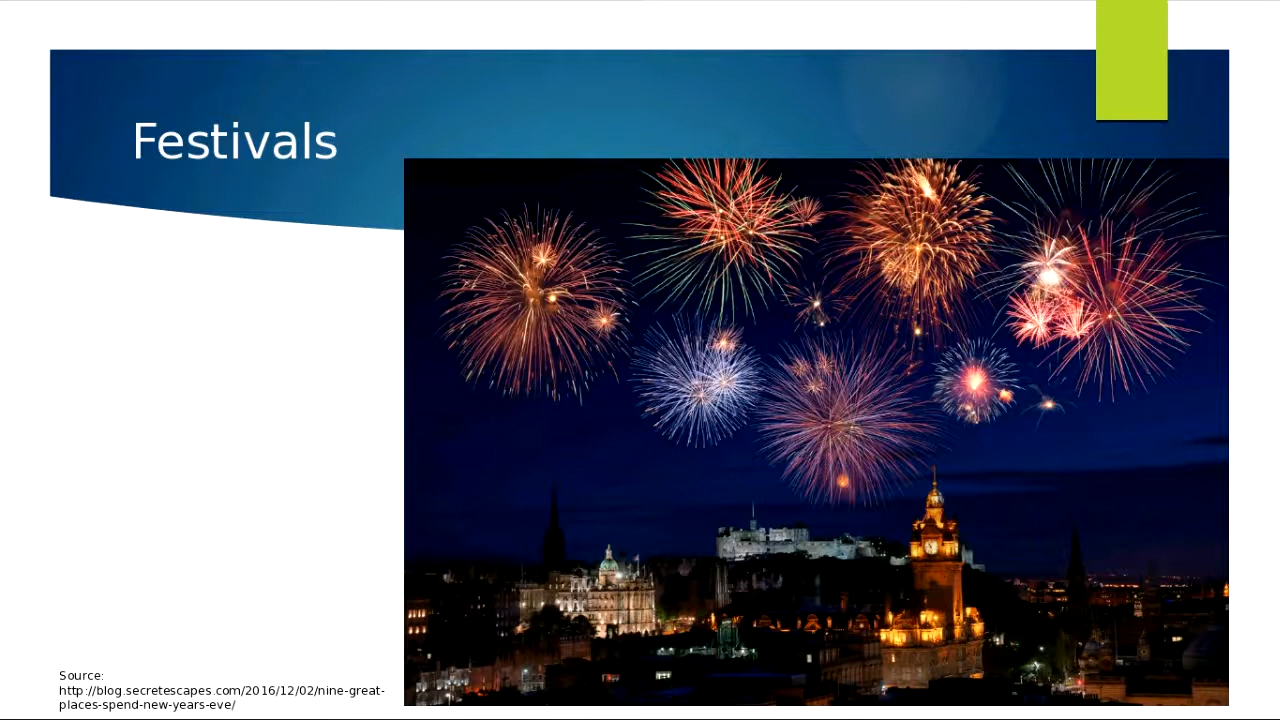 Festivals
Source:
http://blog.secretescapes.com/2016/12/02/nine-great-
places-spend-new-years-eve/